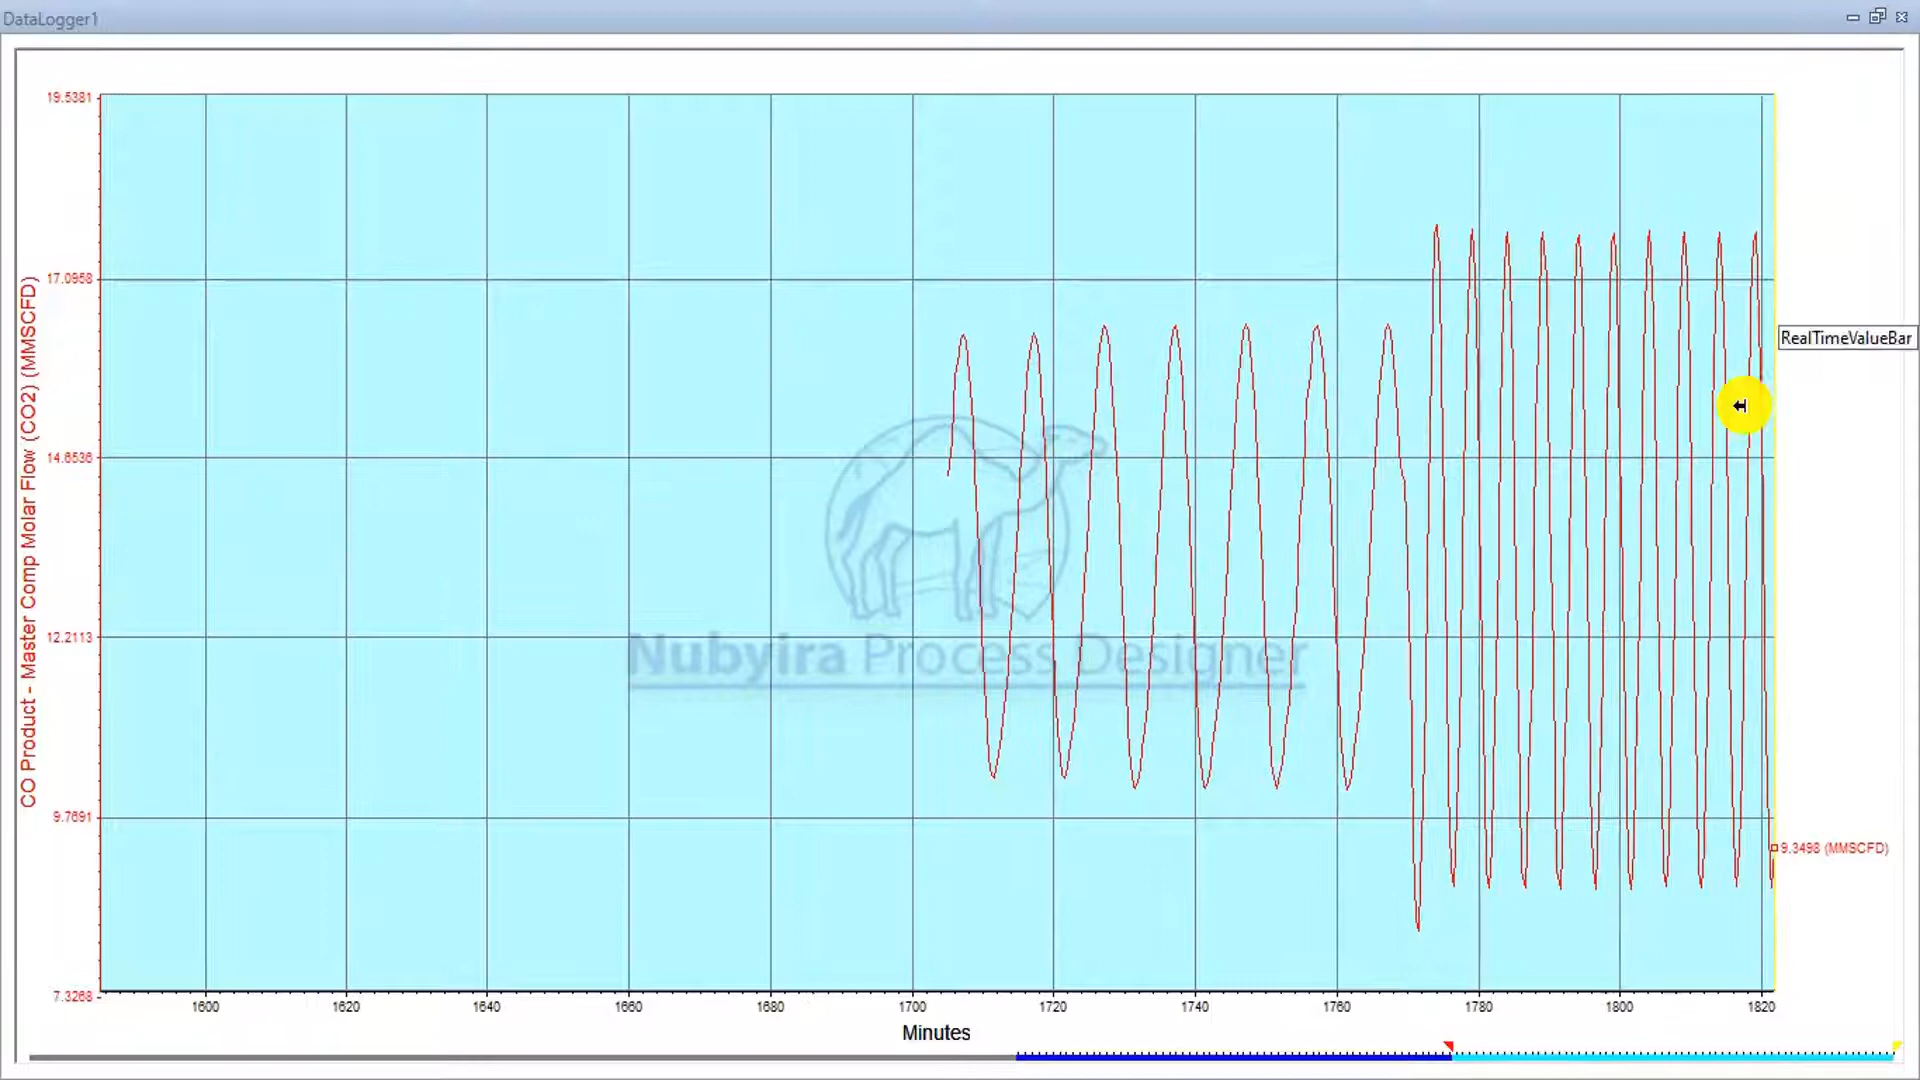 DataLogger1
19.5381
17.0958
14.6536
12.2113
9.7691
7.3268
CO Product - Master Comp Molar Flow (CO2) (MMSCFD)
RealTimeValueBar
Nubyira Process Designer
9.3498 (MMSCFD)
1600 1620 1640 1660 1680 1700 1720 1740 1760 1780 1800 1820
Minutes